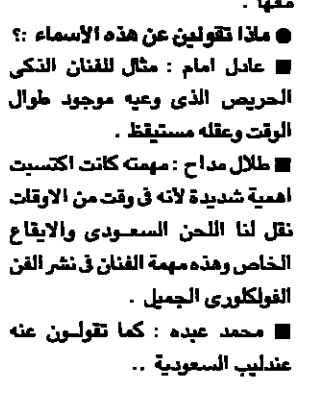 معها .
● ماذا تقولين عن هذه الأسماء :؟
■ عادل امام : مثال للفنان الذكى
الحريص الذى وعيه موجود طوال
الوقت وعقله مستيقظ .
■ طلال مداح : مهمته كانت اكتسبت
اهمية شديدة لأنه فى وقت من الاوقات
نقل لنا اللحن السعودى والايقاع
الخاص وهذه مهمة الفنان فى نشر الفن
الفولكلورى الجميل .
■ محمد عبده : كما تقولون عنه
عندليب السعودية ..